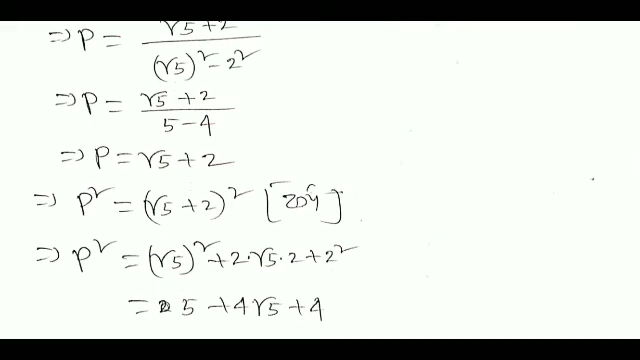 ⇒ P = √5 + 2 / (√5)² − 2²
⇒ P = √5 + 2 / 5 − 4
⇒ P = √5 + 2
⇒ P² = (√5 + 2)²
⇒ P² = (√5)² + 2·√5·2 + 2²
= 5 + 4√5 + 4